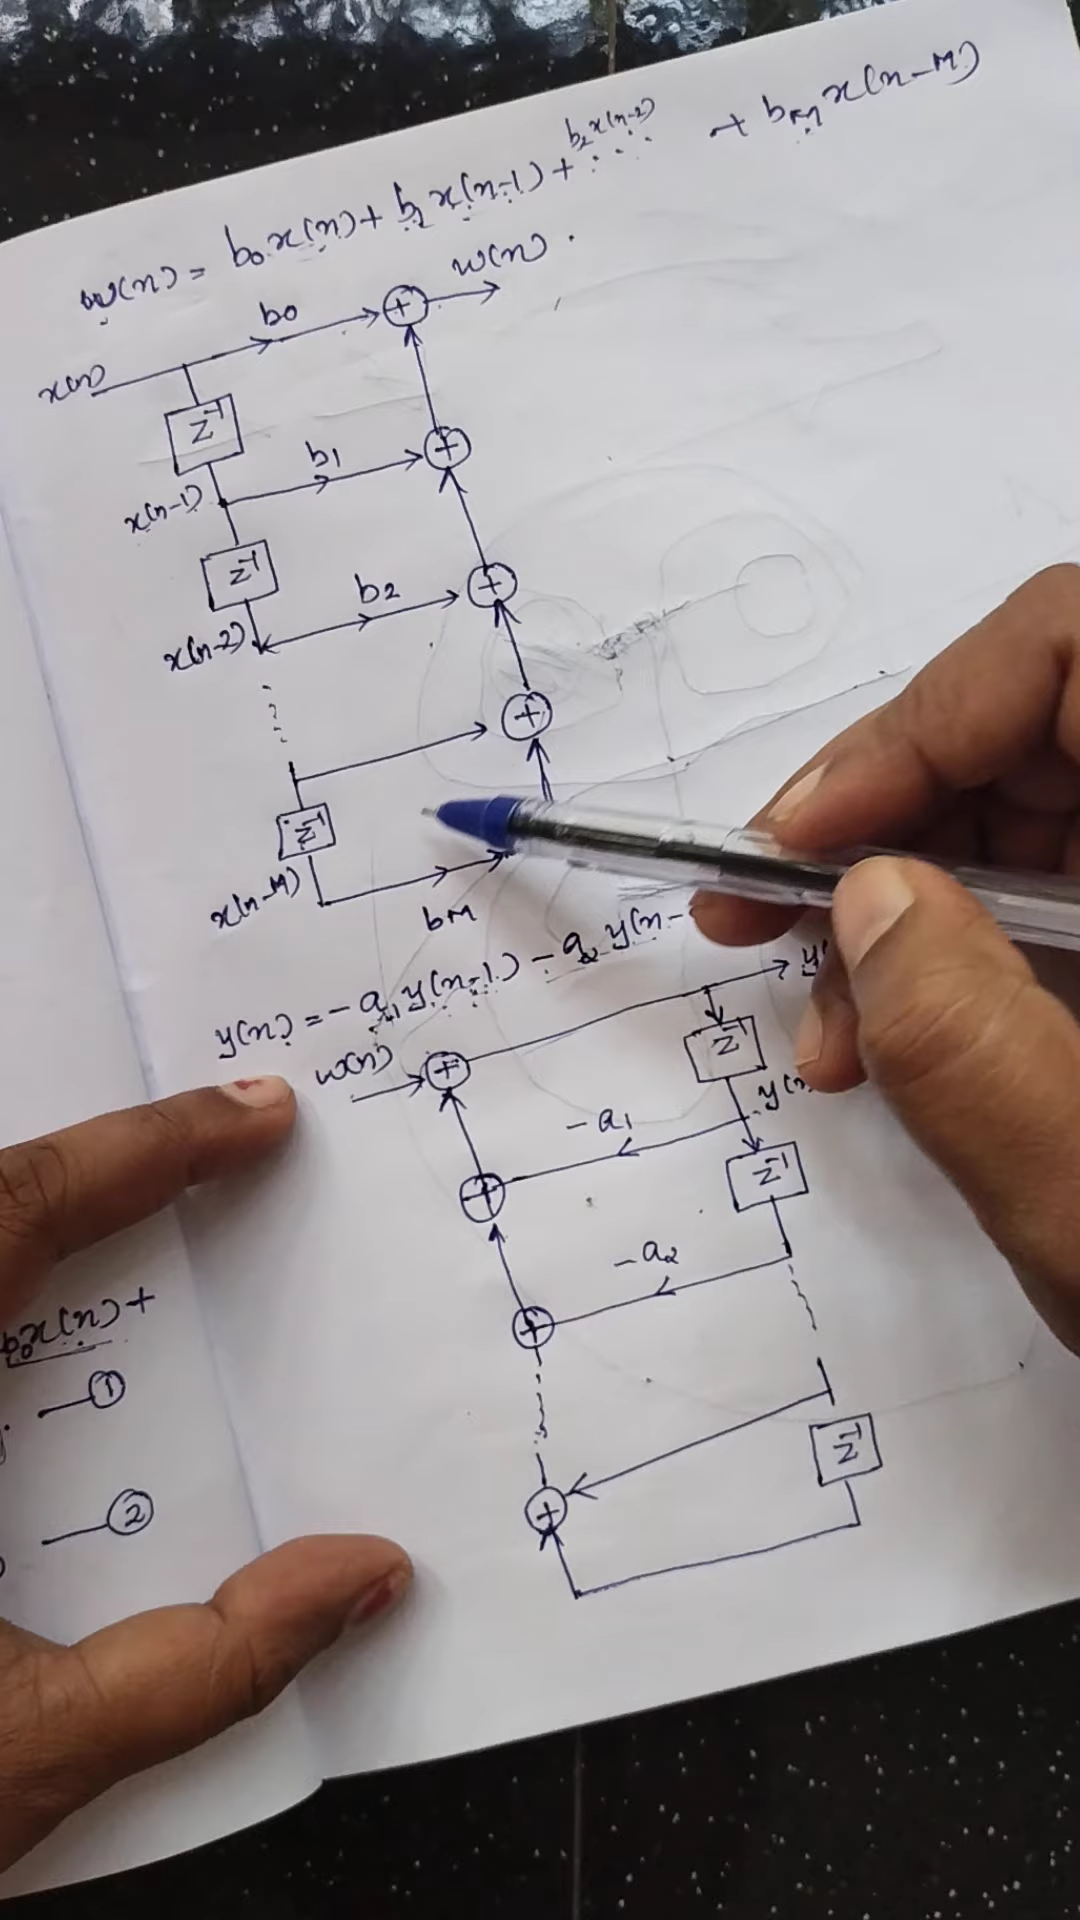 w(n) = b₀x(n) + b₁x(n-1) + b₂x(n-2) ... + b_M x(n-M)
w(n)
b₀
x(n)
z⁻¹
b₁
x(n-1)
z⁻¹
b₂
x(n-2)
z⁻¹
x(n-M)
b_M
y(n) = -a₁y(n-1) - a₂y(n-
w(n)
z⁻¹
-a₁
z⁻¹
-a₂
z⁻¹
b₀x(n) +
①
②